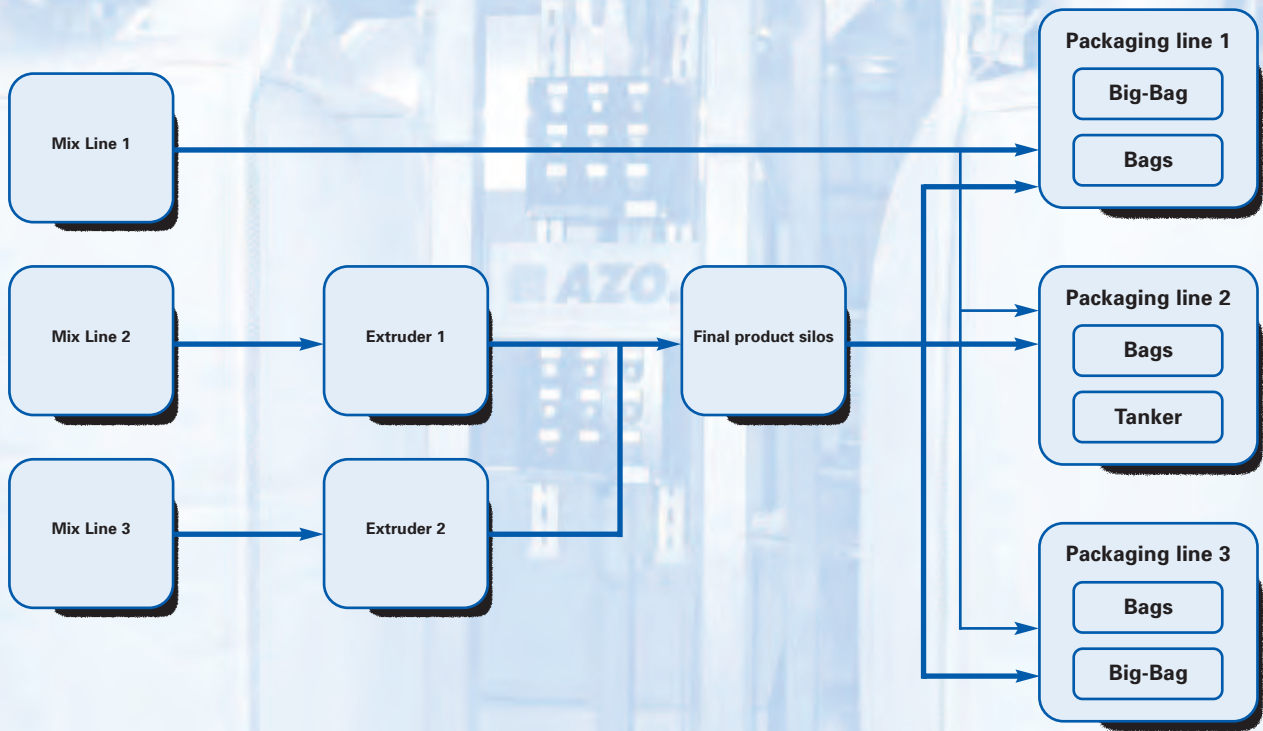 Packaging line 1
Big-Bag
Bags
Mix Line 1
Mix Line 2
Extruder 1
AZO
Final product silos
Packaging line 2
Bags
Tanker
Mix Line 3
Extruder 2
Packaging line 3
Bags
Big-Bag